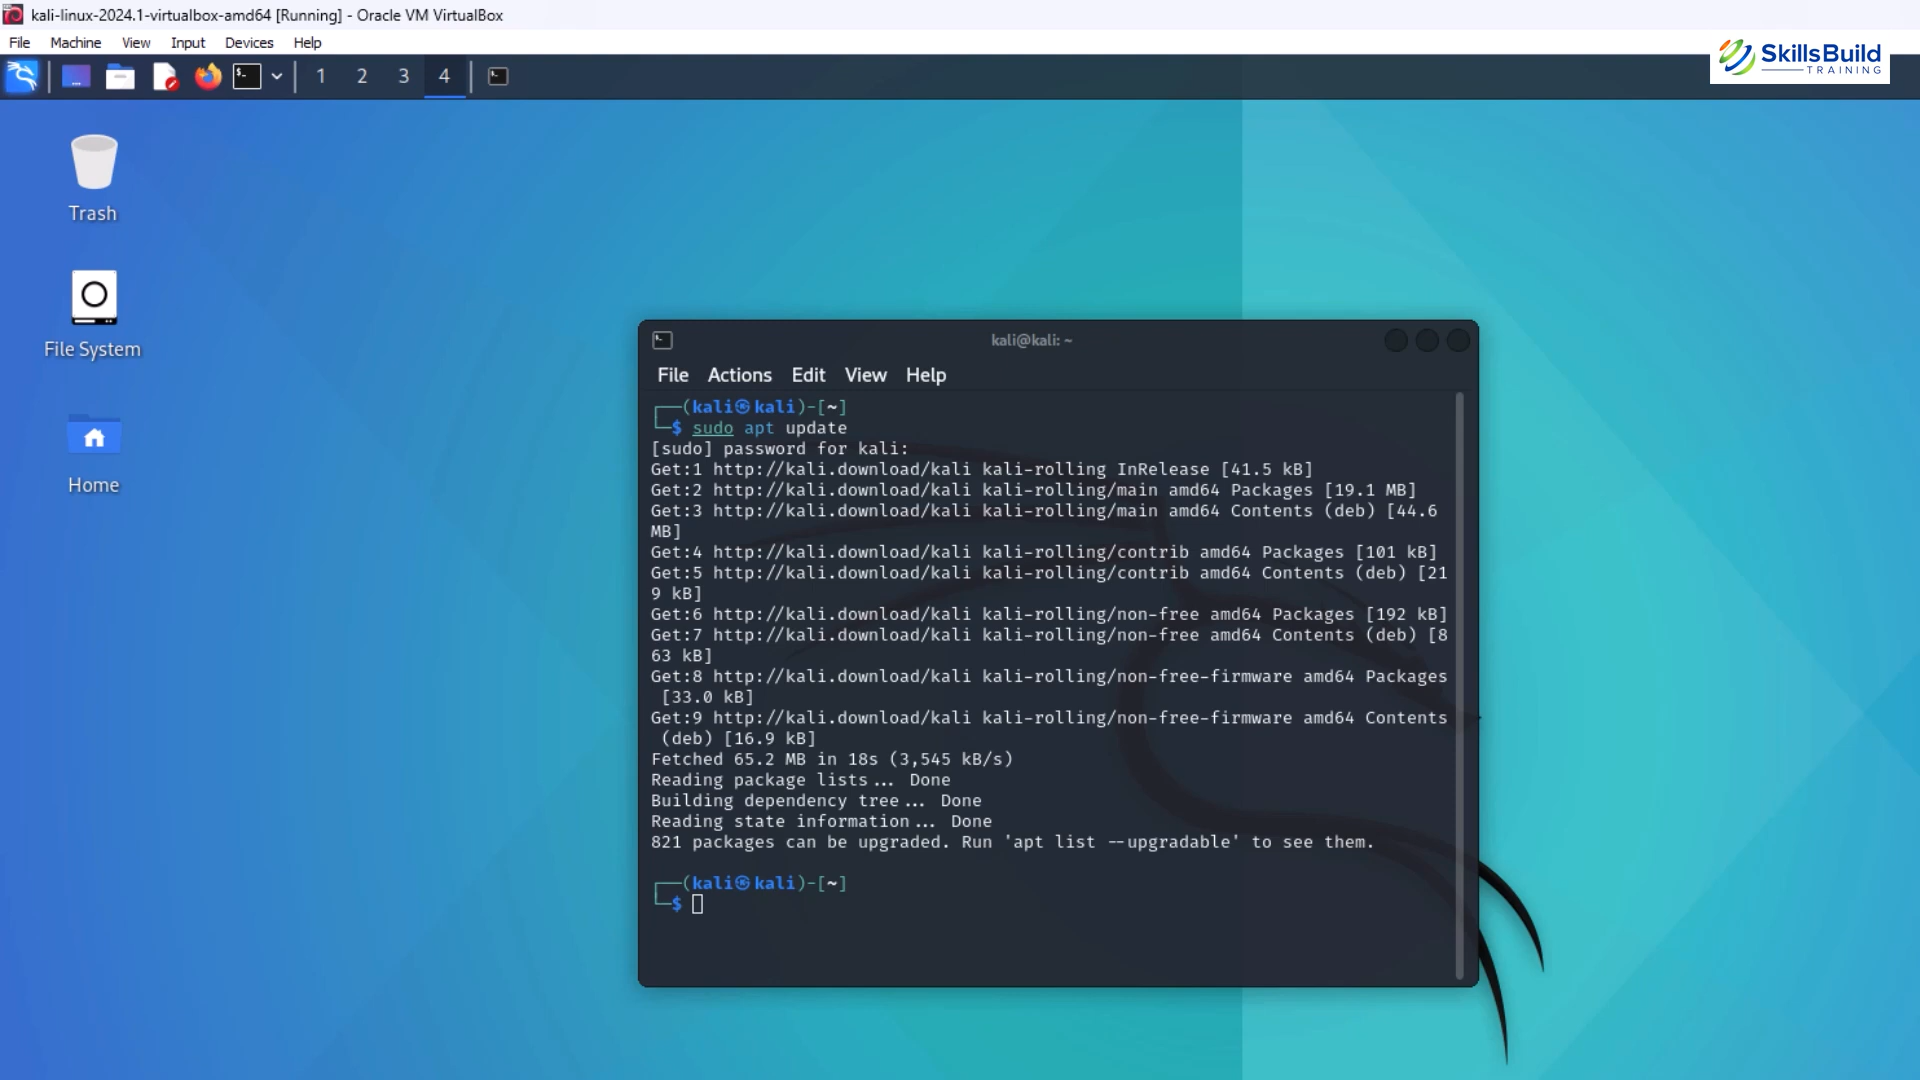 kali-linux-2024.1-virtualbox-amd64 [Running] - Oracle VM VirtualBox
File Machine View Input Devices Help
1 2 3 4
SkillsBuild
TRAINING
Trash
File System
Home
kali@kali: ~
File Actions Edit View Help
┌──(kali㉿kali)-[~]
└─$ sudo apt update
[sudo] password for kali:
Get:1 http://kali.download/kali kali-rolling InRelease [41.5 kB]
Get:2 http://kali.download/kali kali-rolling/main amd64 Packages [19.1 MB]
Get:3 http://kali.download/kali kali-rolling/main amd64 Contents (deb) [44.6
MB]
Get:4 http://kali.download/kali kali-rolling/contrib amd64 Packages [101 kB]
Get:5 http://kali.download/kali kali-rolling/contrib amd64 Contents (deb) [21
9 kB]
Get:6 http://kali.download/kali kali-rolling/non-free amd64 Packages [192 kB]
Get:7 http://kali.download/kali kali-rolling/non-free amd64 Contents (deb) [8
63 kB]
Get:8 http://kali.download/kali kali-rolling/non-free-firmware amd64 Packages
[33.0 kB]
Get:9 http://kali.download/kali kali-rolling/non-free-firmware amd64 Contents
(deb) [16.9 kB]
Fetched 65.2 MB in 18s (3,545 kB/s)
Reading package lists... Done
Building dependency tree... Done
Reading state information... Done
821 packages can be upgraded. Run 'apt list --upgradable' to see them.
┌──(kali㉿kali)-[~]
└─$